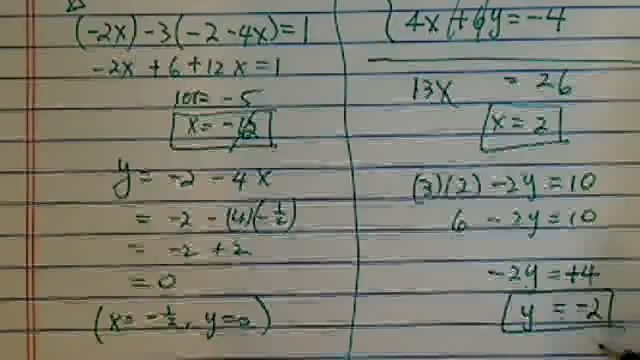 (-2x) - 3(-2 - 4x) = 1
-2x + 6 + 12x = 1
10x = -5
y = -2 - 4x
= -2 - (4)(-1/2)
= -2 + 2
= 0
(x = -1/2, y = 0)
4x + 6y = -4
13x = 26
x = 2
(3)(2) - 2y = 10
6 - 2y = 10
-2y = +4
y = -2